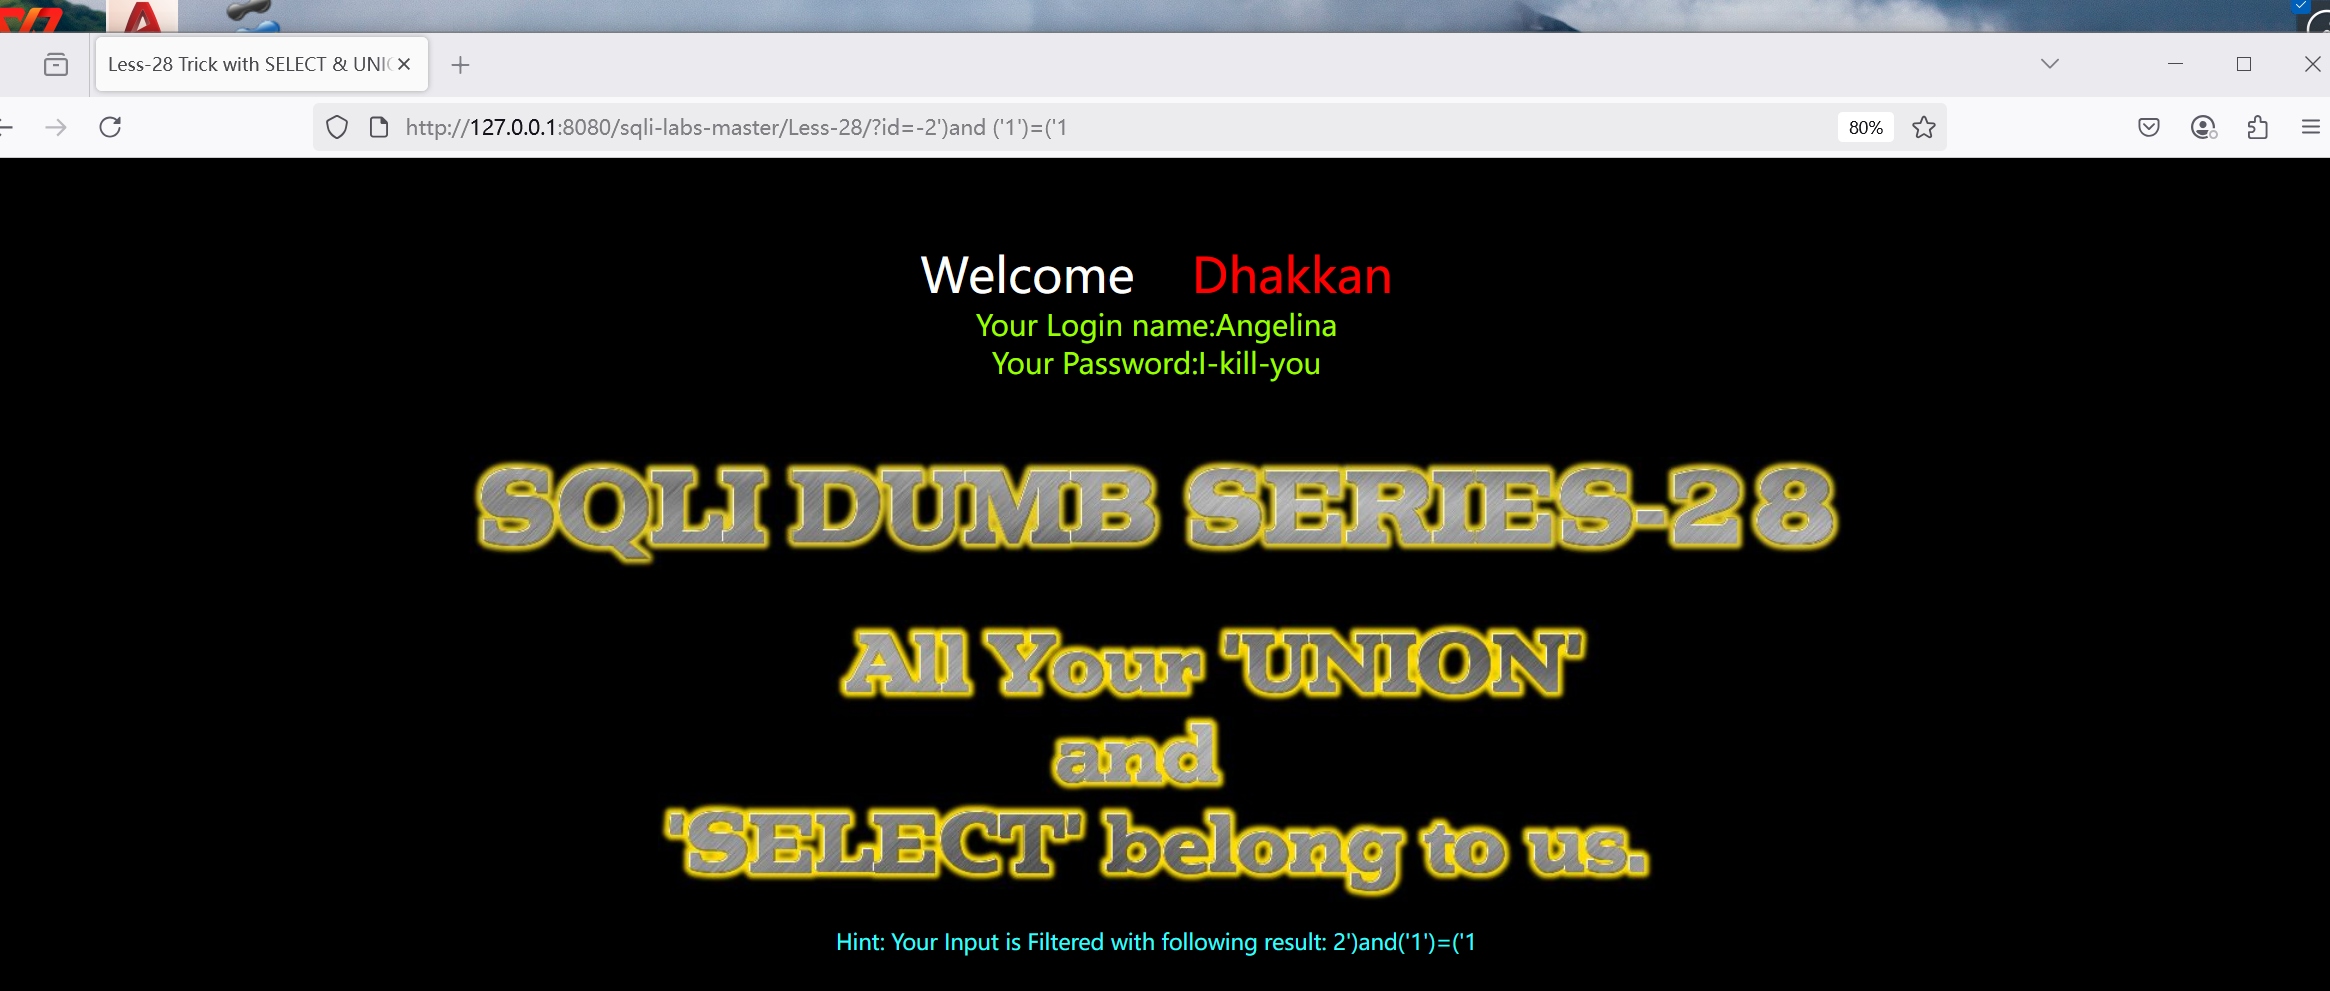 Less-28 Trick with SELECT & UNI
http://127.0.0.1:8080/sqli-labs-master/Less-28/?id=-2')and ('1')=('1
80%
Welcome Dhakkan
Your Login name:Angelina
Your Password:I-kill-you
SQLI DUMB SERIES-28
All Your 'UNION'
and
'SELECT' belong to us.
Hint: Your Input is Filtered with following result: 2')and('1')=('1